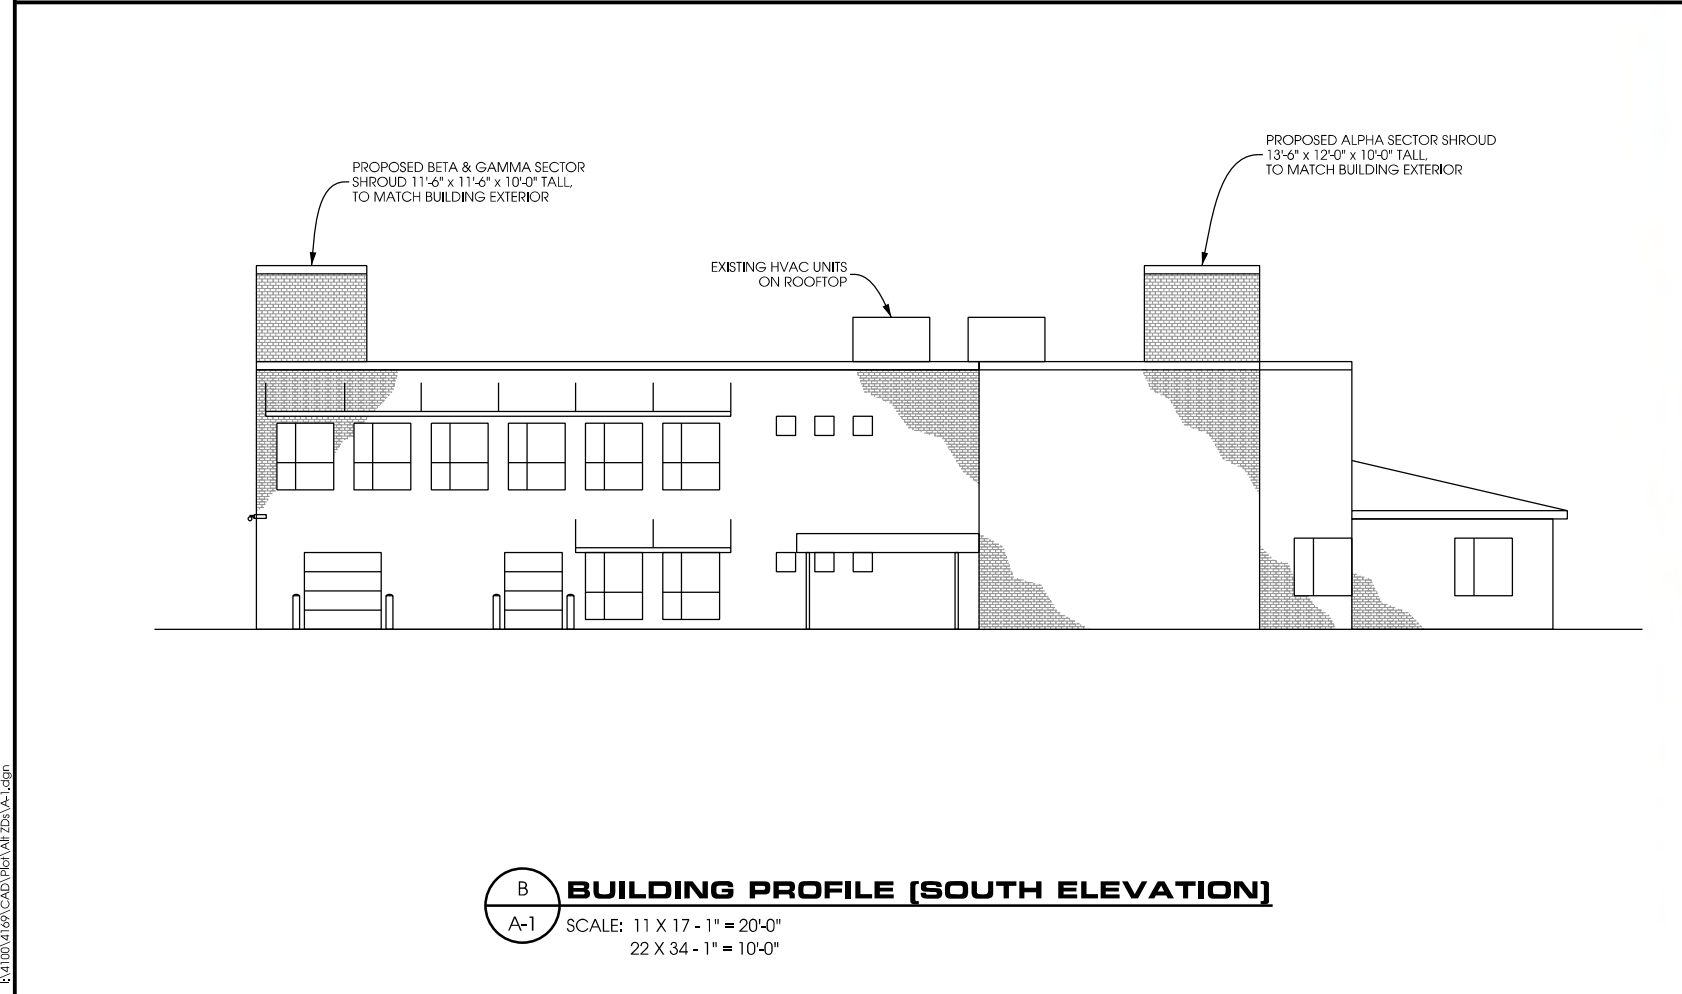 PROPOSED BETA & GAMMA SECTOR
SHROUD 11'-6" x 11'-6" x 10'-0" TALL,
TO MATCH BUILDING EXTERIOR
PROPOSED ALPHA SECTOR SHROUD
13'-6" x 12'-0" x 10'-0" TALL,
TO MATCH BUILDING EXTERIOR
EXISTING HVAC UNITS
ON ROOFTOP
B
A-1
BUILDING PROFILE (SOUTH ELEVATION)
SCALE: 11 X 17 - 1" = 20'-0"
22 X 34 - 1" = 10'-0"
I:\4100\4169\CAD\Plot\Alt ZDs\A-1.dgn